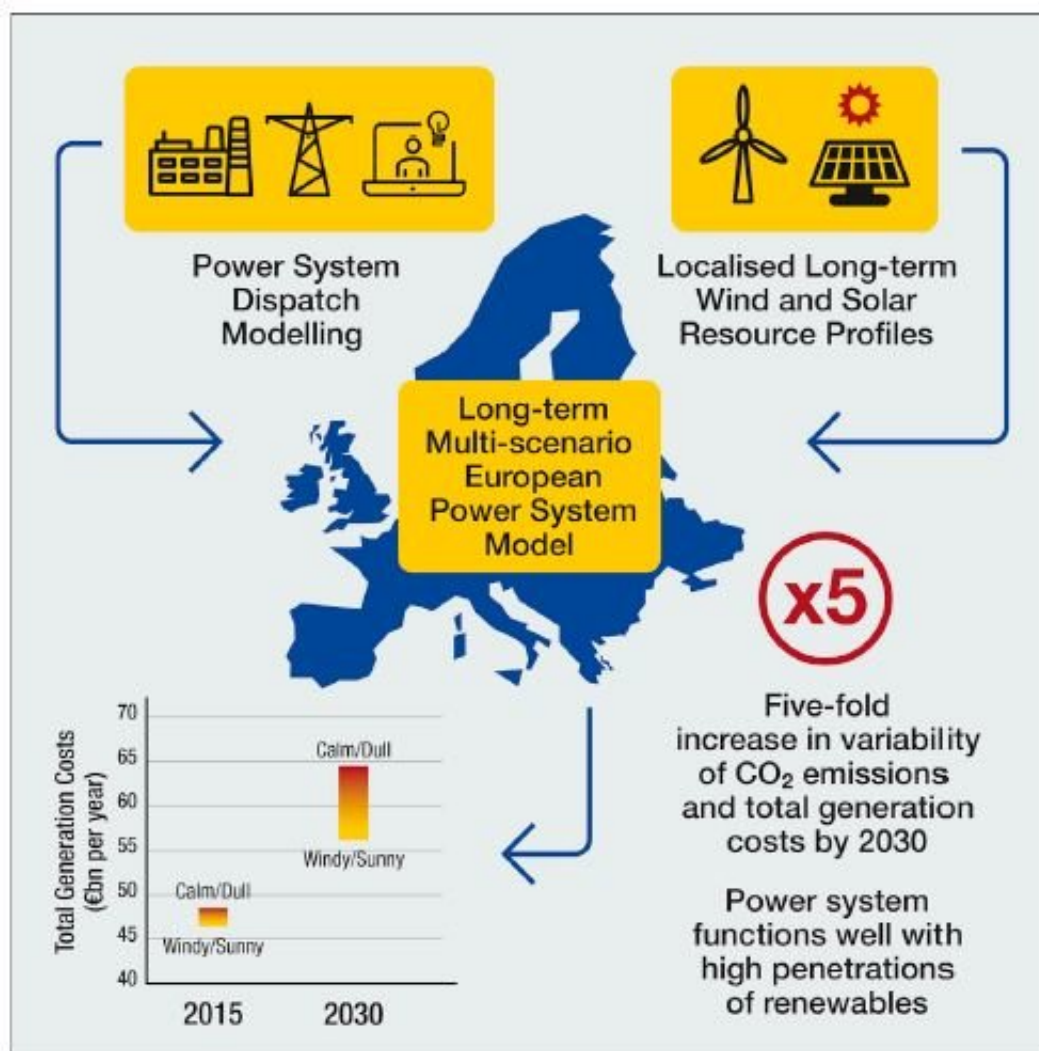 Power System
Dispatch
Modelling
Localised Long-term
Wind and Solar
Resource Profiles
Long-term
Multi-scenario
European
Power System
Model
x5
Five-fold
increase in variability
of CO₂ emissions
and total generation
costs by 2030
Power system
functions well with
high penetrations
of renewables
Total Generation Costs
(€bn per year)
70
65
60
55
50
45
40
Calm/Dull
Windy/Sunny
Calm/Dull
Windy/Sunny
2015
2030